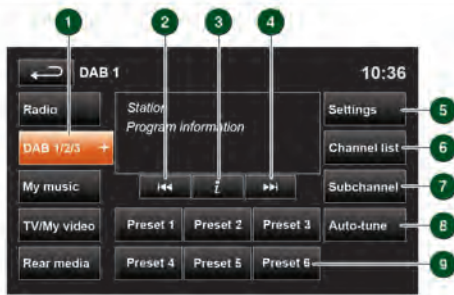 1 2 3 4
DAB 1 10:36
Radio Station Settings 5
Program information
DAB 1/2/3 + Channel list 6
My music i Subchannel 7
TV/My video Preset 1 Preset 2 Preset 3 Auto-tune 8
Rear media Preset 4 Preset 5 Preset 6 9